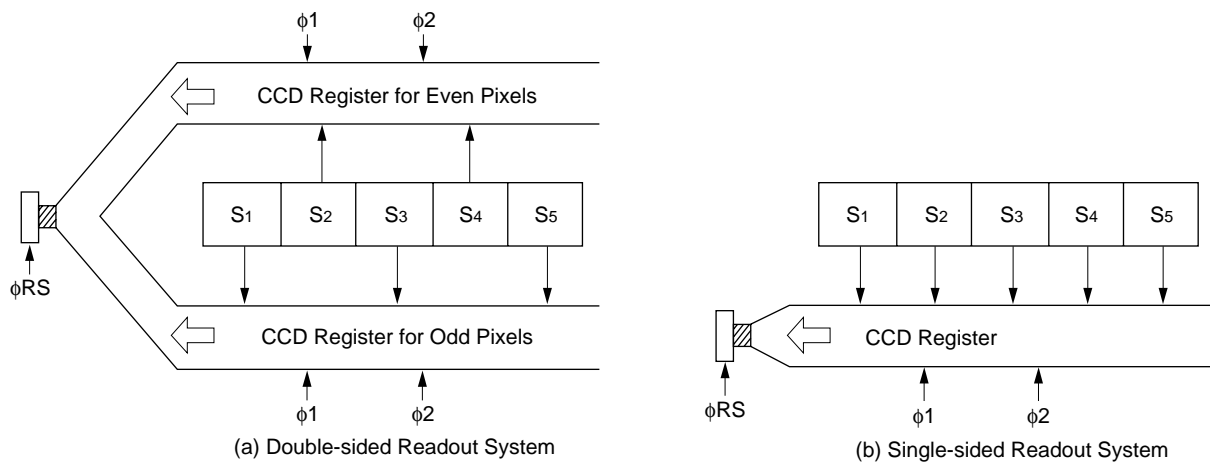 ϕ1 ϕ2
CCD Register for Even Pixels
S1 S2 S3 S4 S5
ϕRS
CCD Register for Odd Pixels
ϕ1 ϕ2
(a) Double-sided Readout System
S1 S2 S3 S4 S5
CCD Register
ϕRS
ϕ1 ϕ2
(b) Single-sided Readout System